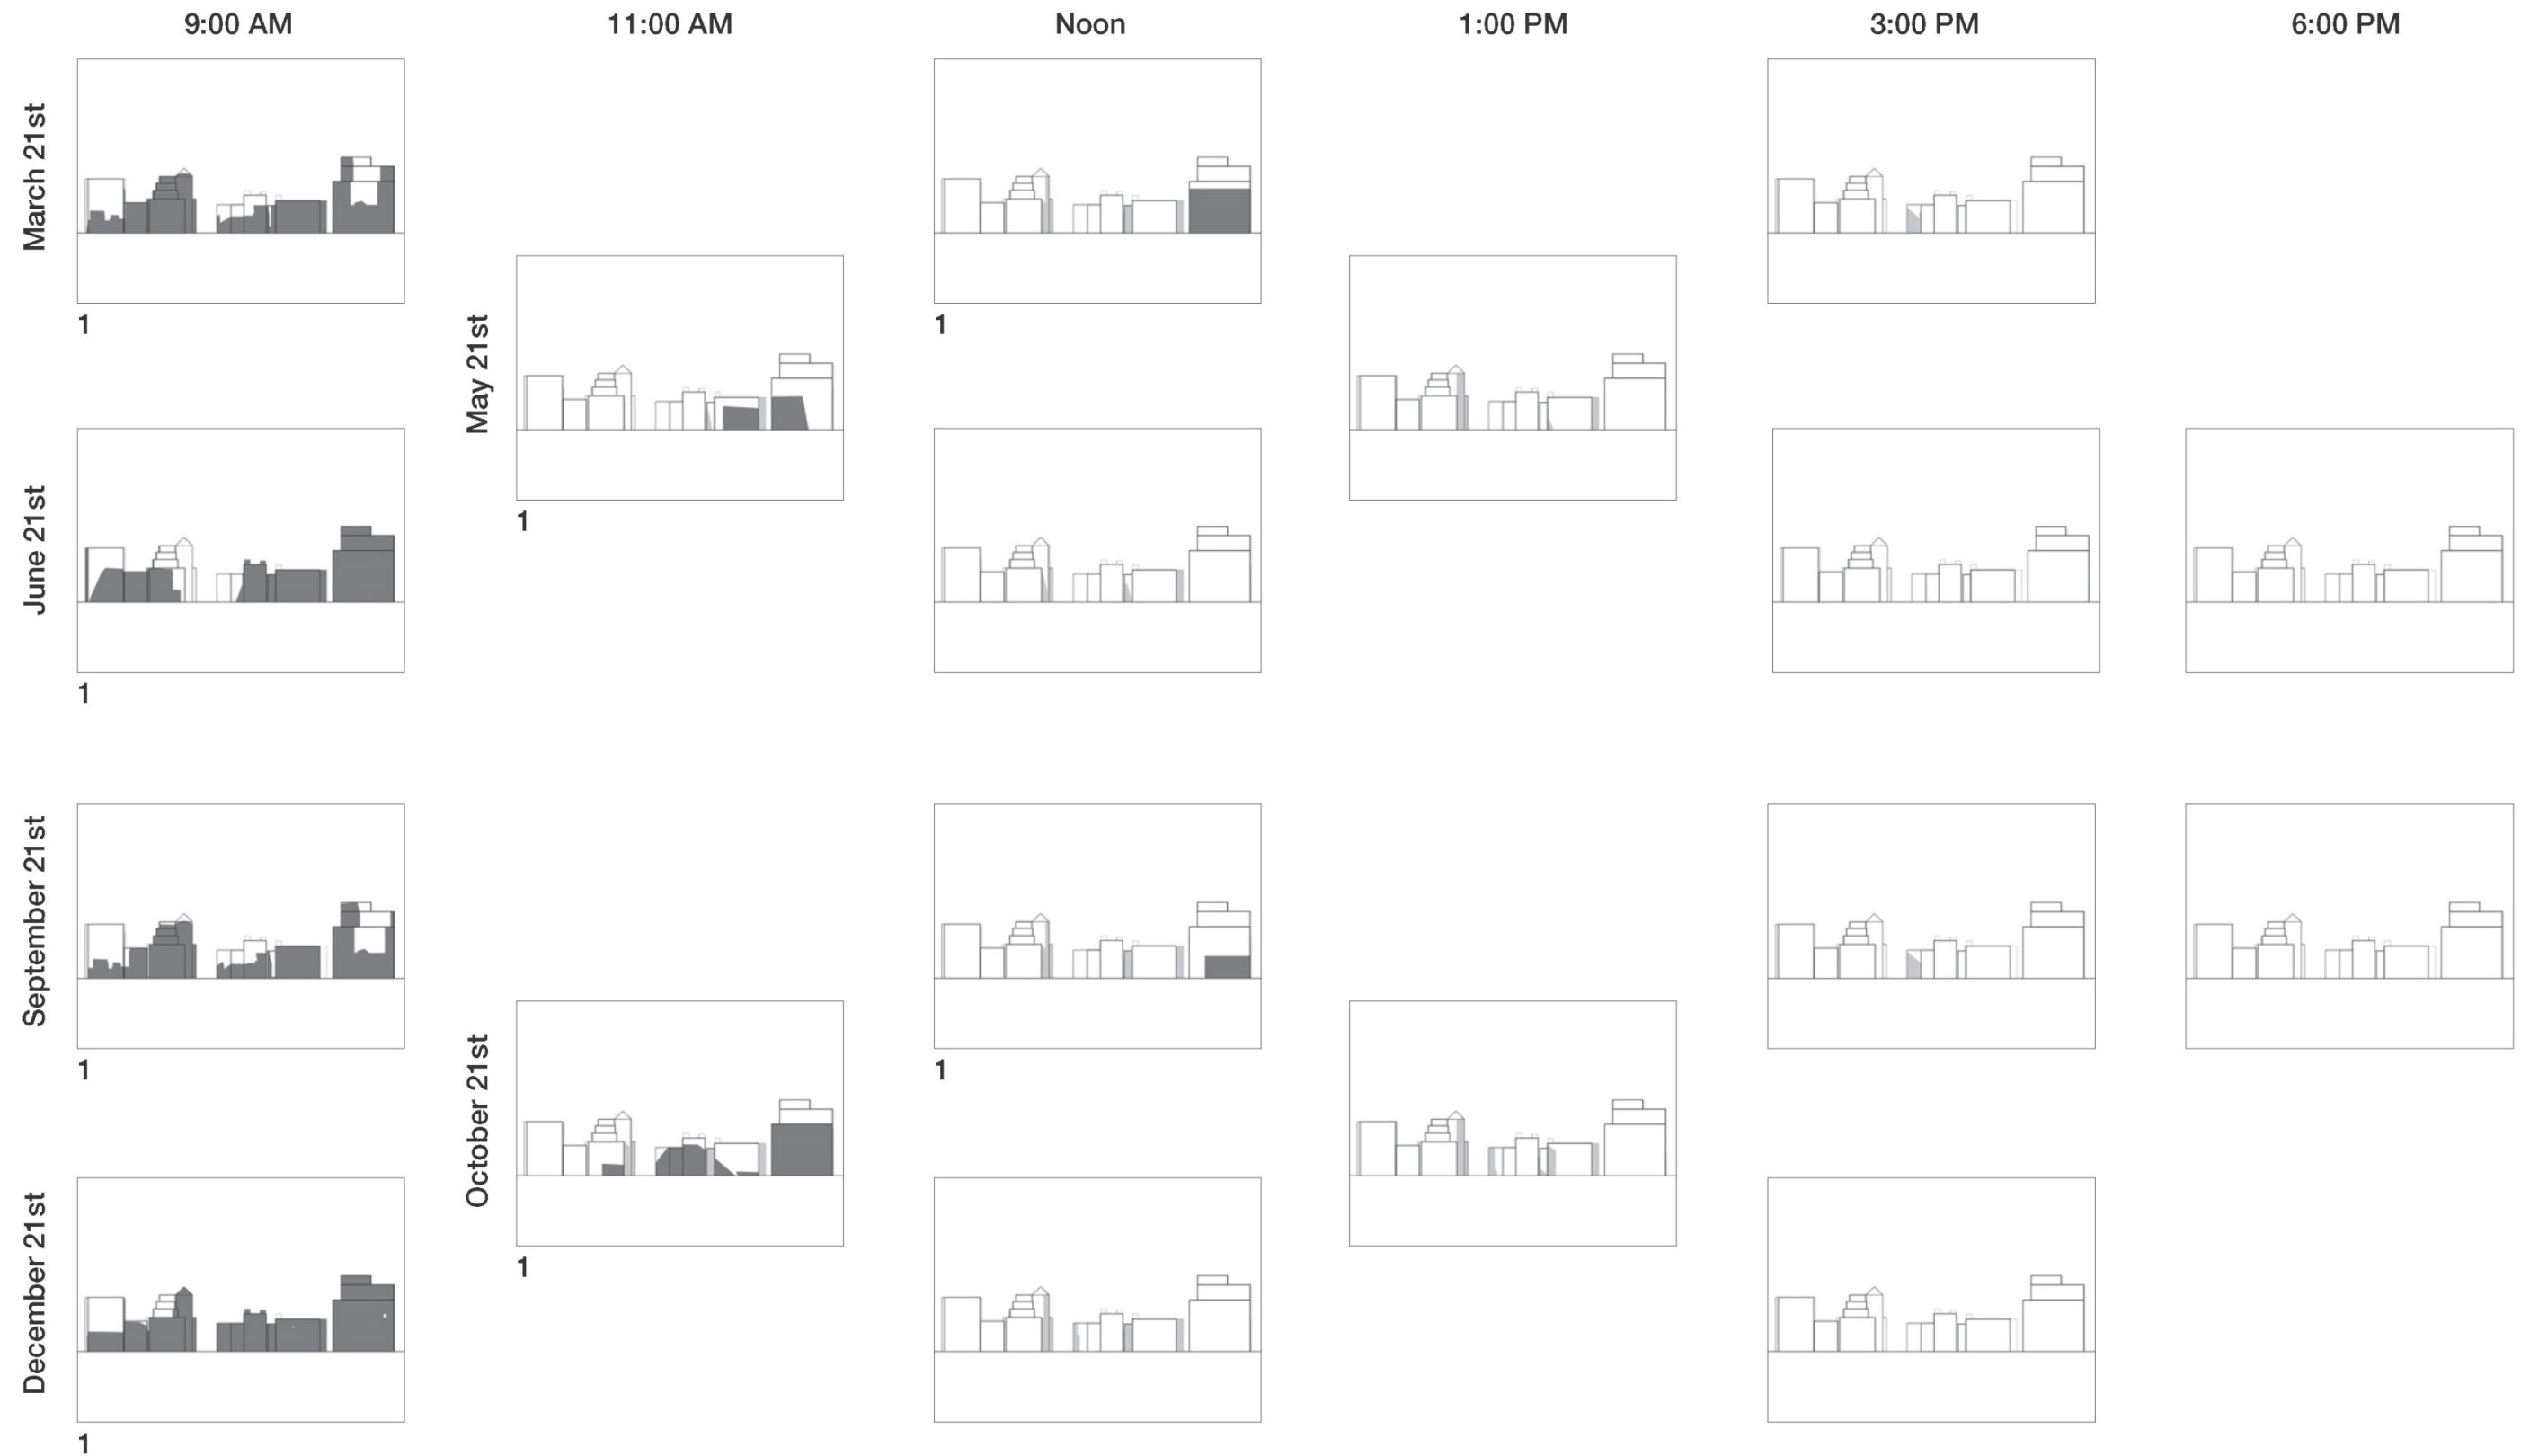 9:00 AM
11:00 AM
Noon
1:00 PM
3:00 PM
6:00 PM
March 21st
1
1
May 21st
1
June 21st
1
September 21st
1
1
October 21st
1
December 21st
1